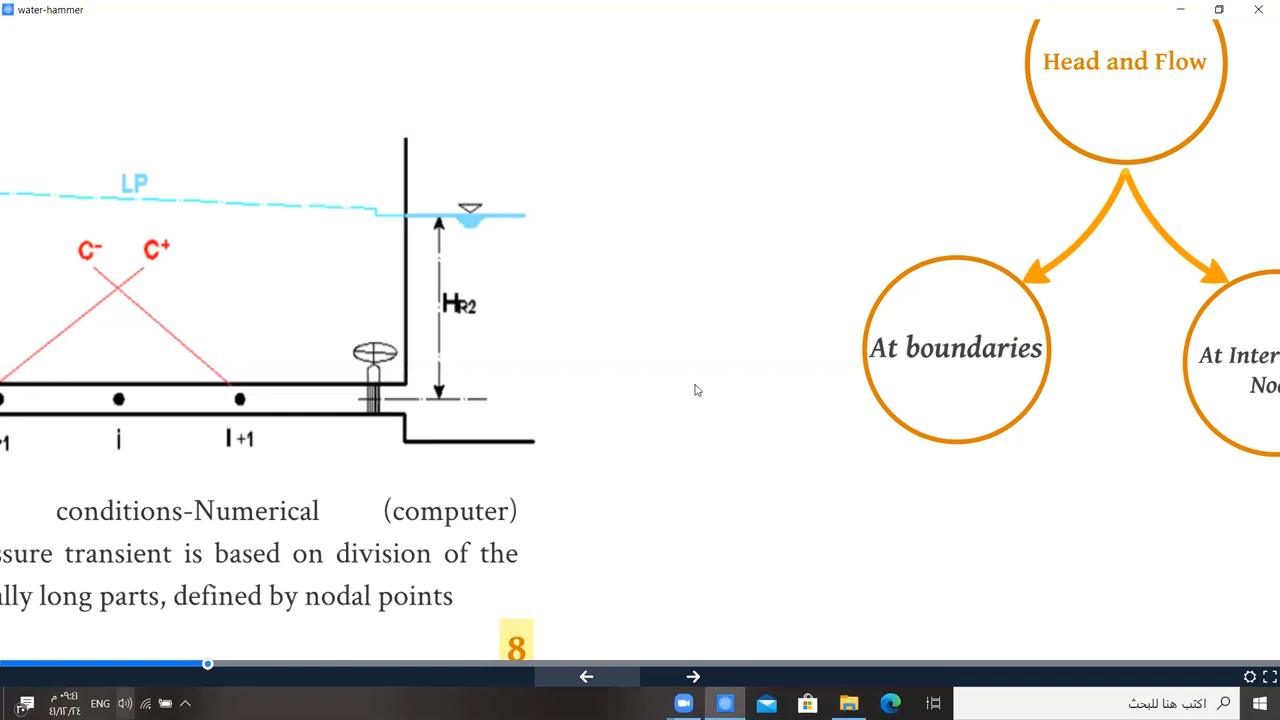 water-hammer
Head and Flow
LP
C- C+
HR2
At boundaries
At Inter
+1 i I+1
conditions-Numerical (computer)
ssure transient is based on division of the
ally long parts, defined by nodal points
8
ENG
اكتب هنا للبحث